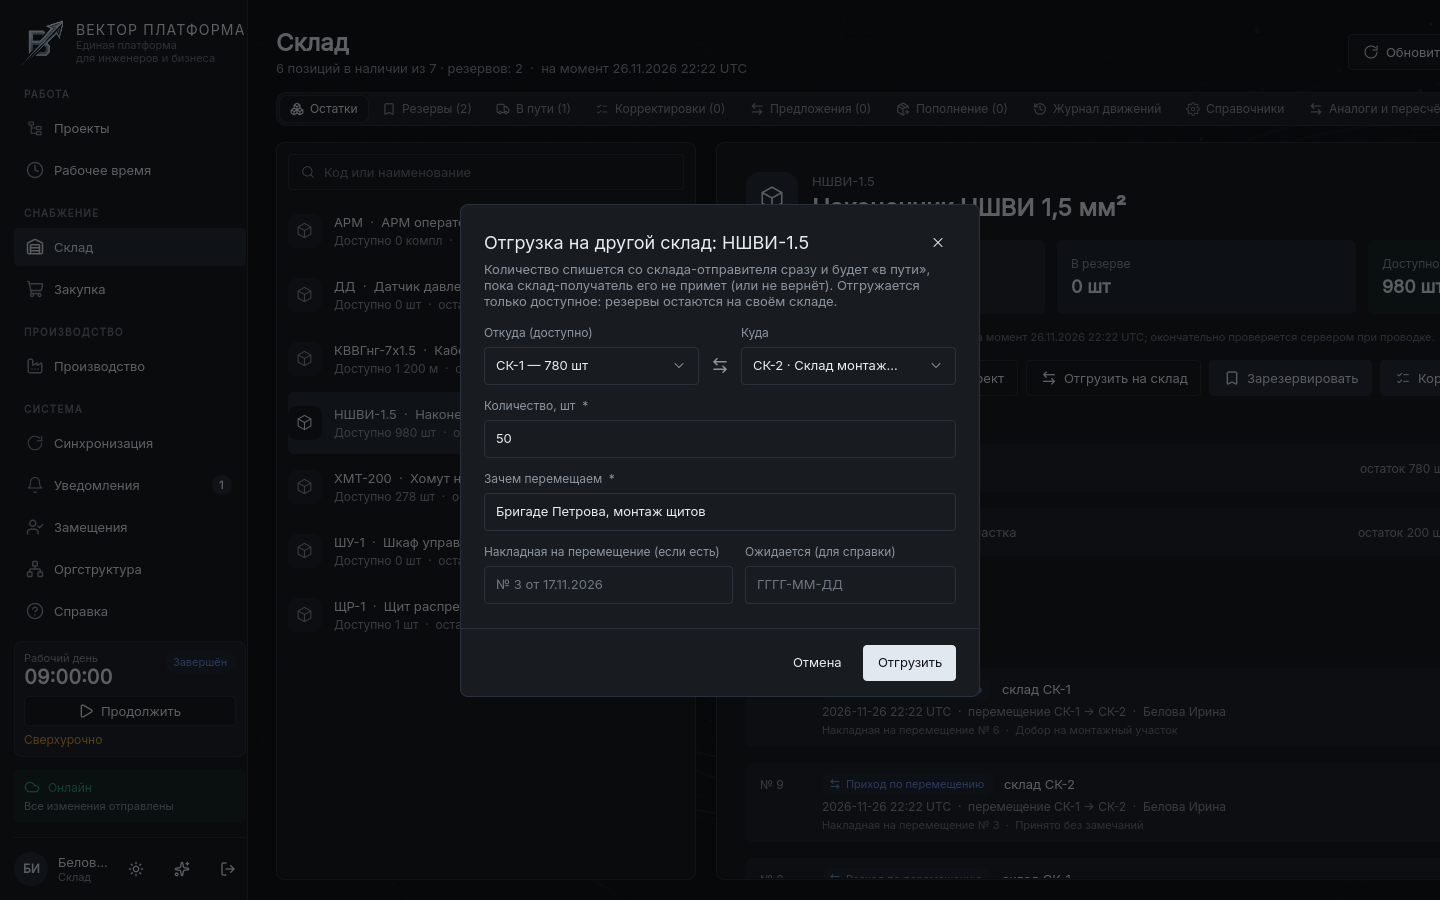 ВЕКТОР ПЛАТФОРМА
Единая платформа
для инженеров и бизнеса
РАБОТА
Проекты
Рабочее время
СНАБЖЕНИЕ
Склад
Закупка
ПРОИЗВОДСТВО
Производство
СИСТЕМА
Синхронизация
Уведомления 1
Замещения
Оргструктура
Справка
Рабочий день Завершён
09:00:00
Продолжить
Сверхурочно
Онлайн
Все изменения отправлены
БИ Белов...
Склад
Склад
6 позиций в наличии из 7 · резервов: 2 · на момент 26.11.2026 22:22 UTC
Обновит
Остатки Резервы (2) В пути (1) Корректировки (0) Предложения (0) Пополнение (0) Журнал движений Справочники Аналоги и пересчё
Код или наименование
АРМ · АРМ операт
Доступно 0 компл ·
ДД · Датчик давле
Доступно 0 шт · оста
КВВГнг-7х1.5 · Кабе
Доступно 1 200 м · о
НШВИ-1.5 · Наконе
Доступно 980 шт · о
ХМТ-200 · Хомут н
Доступно 278 шт · о
ШУ-1 · Шкаф управ
Доступно 0 шт · оста
ЩР-1 · Щит распре
Доступно 1 шт · оста
НШВИ-1.5
НШВИ 1,5 мм²
В резерве
0 шт
Доступно
980 шт
момент 26.11.2026 22:22 UTC; окончательно проверяется сервером при проводке.
Отгрузить на склад
Зарезервировать
Кор
остаток 780 ш
остаток 200 ш
склад СК-1
2026-11-26 22:22 UTC · перемещение СК-1 → СК-2 · Белова Ирина
Накладная на перемещение № 6 · Добор на монтажный участок
№ 9 Приход по перемещению склад СК-2
2026-11-26 22:22 UTC · перемещение СК-1 → СК-2 · Белова Ирина
Накладная на перемещение № 3 · Принято без замечаний
Отгрузка на другой склад: НШВИ-1.5
Количество спишется со склада-отправителя сразу и будет «в пути»,
пока склад-получатель его не примет (или не вернёт). Отгружается
только доступное: резервы остаются на своём складе.
Откуда (доступно) Куда
СК-1 — 780 шт СК-2 · Склад монтаж...
Количество, шт *
50
Зачем перемещаем *
Бригаде Петрова, монтаж щитов
Накладная на перемещение (если есть) Ожидается (для справки)
№ 3 от 17.11.2026 ГГГГ-ММ-ДД
Отмена Отгрузить